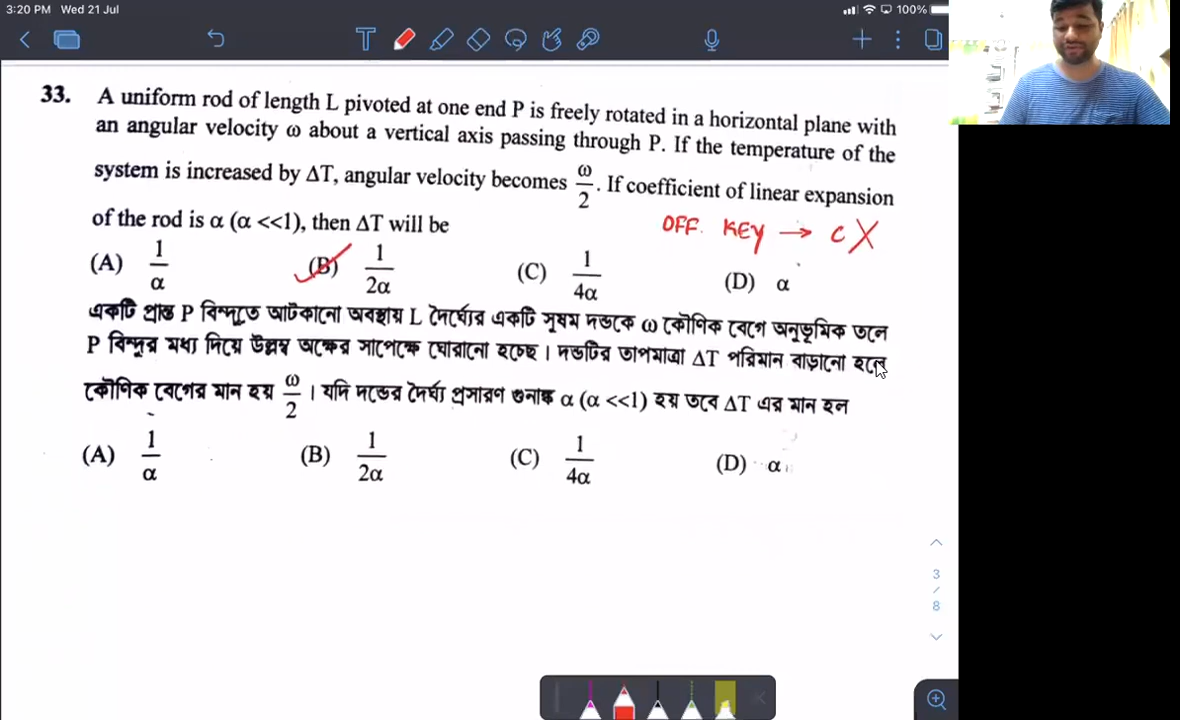 3:20 PM Wed 21 Jul
100%
33. A uniform rod of length L pivoted at one end P is freely rotated in a horizontal plane with
an angular velocity ω about a vertical axis passing through P. If the temperature of the
system is increased by ΔT, angular velocity becomes ω/2. If coefficient of linear expansion
of the rod is α (α <<1), then ΔT will be
OFF. KEY → C X
(A) 1/α (B) 1/2α (C) 1/4α (D) α
একটি প্রান্ত P বিন্দুতে আটকানো অবস্থায় L দৈর্ঘ্যের একটি সুষম দন্ডকে ω কৌণিক বেগে অনুভূমিক তলে
P বিন্দুর মধ্য দিয়ে উল্লম্ব অক্ষের সাপেক্ষে ঘোরানো হচ্ছে । দন্ডটির তাপমাত্রা ΔT পরিমান বাড়ানো হলে
কৌণিক বেগের মান হয় ω/2 । যদি দন্ডের দৈর্ঘ্য প্রসারণ গুনাঙ্ক α (α <<1) হয় তবে ΔT এর মান হল
(A) 1/α (B) 1/2α (C) 1/4α (D) α
3
/
8